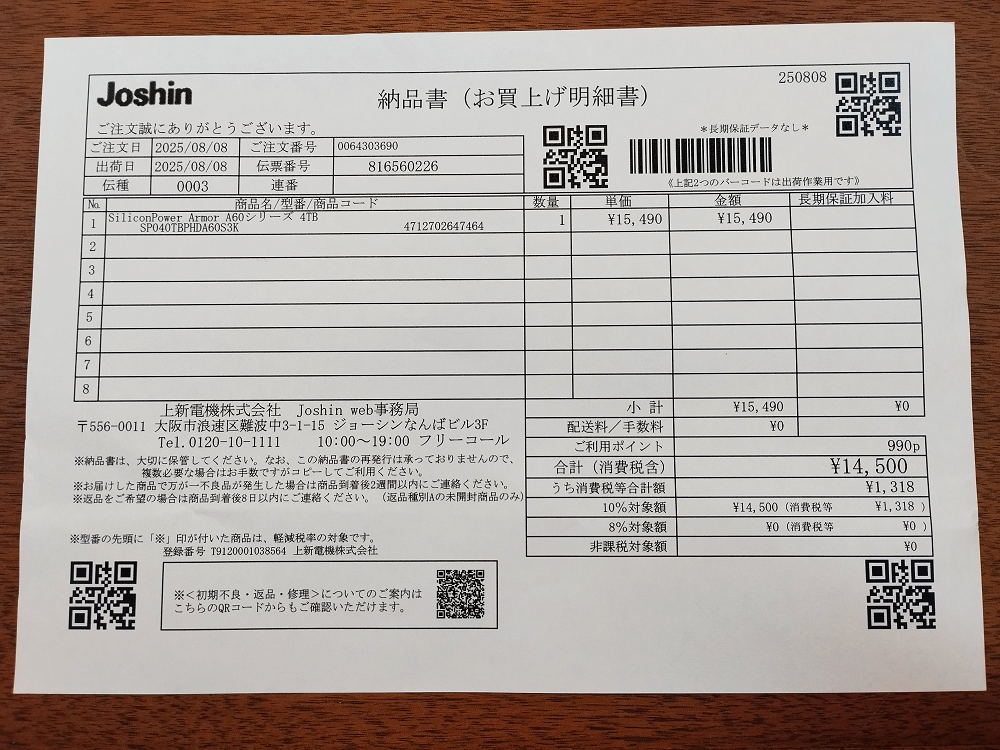 250808
Joshin
納品書（お買上げ明細書）
ご注文誠にありがとうございます。
＊長期保証データなし＊
ご注文日 2025/08/08 ご注文番号 0064303690
出荷日 2025/08/08 伝票番号 816560226
伝種 0003 連番
《上記2つのバーコードは出荷作業用です》
No. 商品名/型番/商品コード 数量 単価 金額 長期保証加入料
1 SiliconPower Armor A60シリーズ 4TB 1 ¥15,490 ¥15,490
SP040TBPHDA60S3K 4712702647464
2
3
4
5
6
7
8
小計 ¥15,490 ¥0
配送料/手数料 ¥0
ご利用ポイント 990p
合計（消費税含） ¥14,500
うち消費税等合計額 ¥1,318
10%対象額 ¥14,500（消費税等 ¥1,318 ）
8%対象額 ¥0（消費税等 ¥0 ）
非課税対象額 ¥0
上新電機株式会社 Joshin web事務局
〒556-0011 大阪市浪速区難波中3-1-15 ジョーシンなんばビル3F
Tel.0120-10-1111 10:00～19:00 フリーコール
※納品書は、大切に保管してください。なお、この納品書の再発行は承っておりませんので、
複数必要な場合はお手数ですがコピーしてご利用ください。
※お届けした商品で万が一不良品が発生した場合は商品到着後2週間以内にご連絡ください。
※返品をご希望の場合は商品到着後8日以内にご連絡ください。（返品種別Aの未開封商品のみ）
※型番の先頭に「※」印が付いた商品は、軽減税率の対象です。
登録番号 T9120001038564 上新電機株式会社
※＜初期不良・返品・修理＞についてのご案内は
こちらのQRコードからもご確認いただけます。